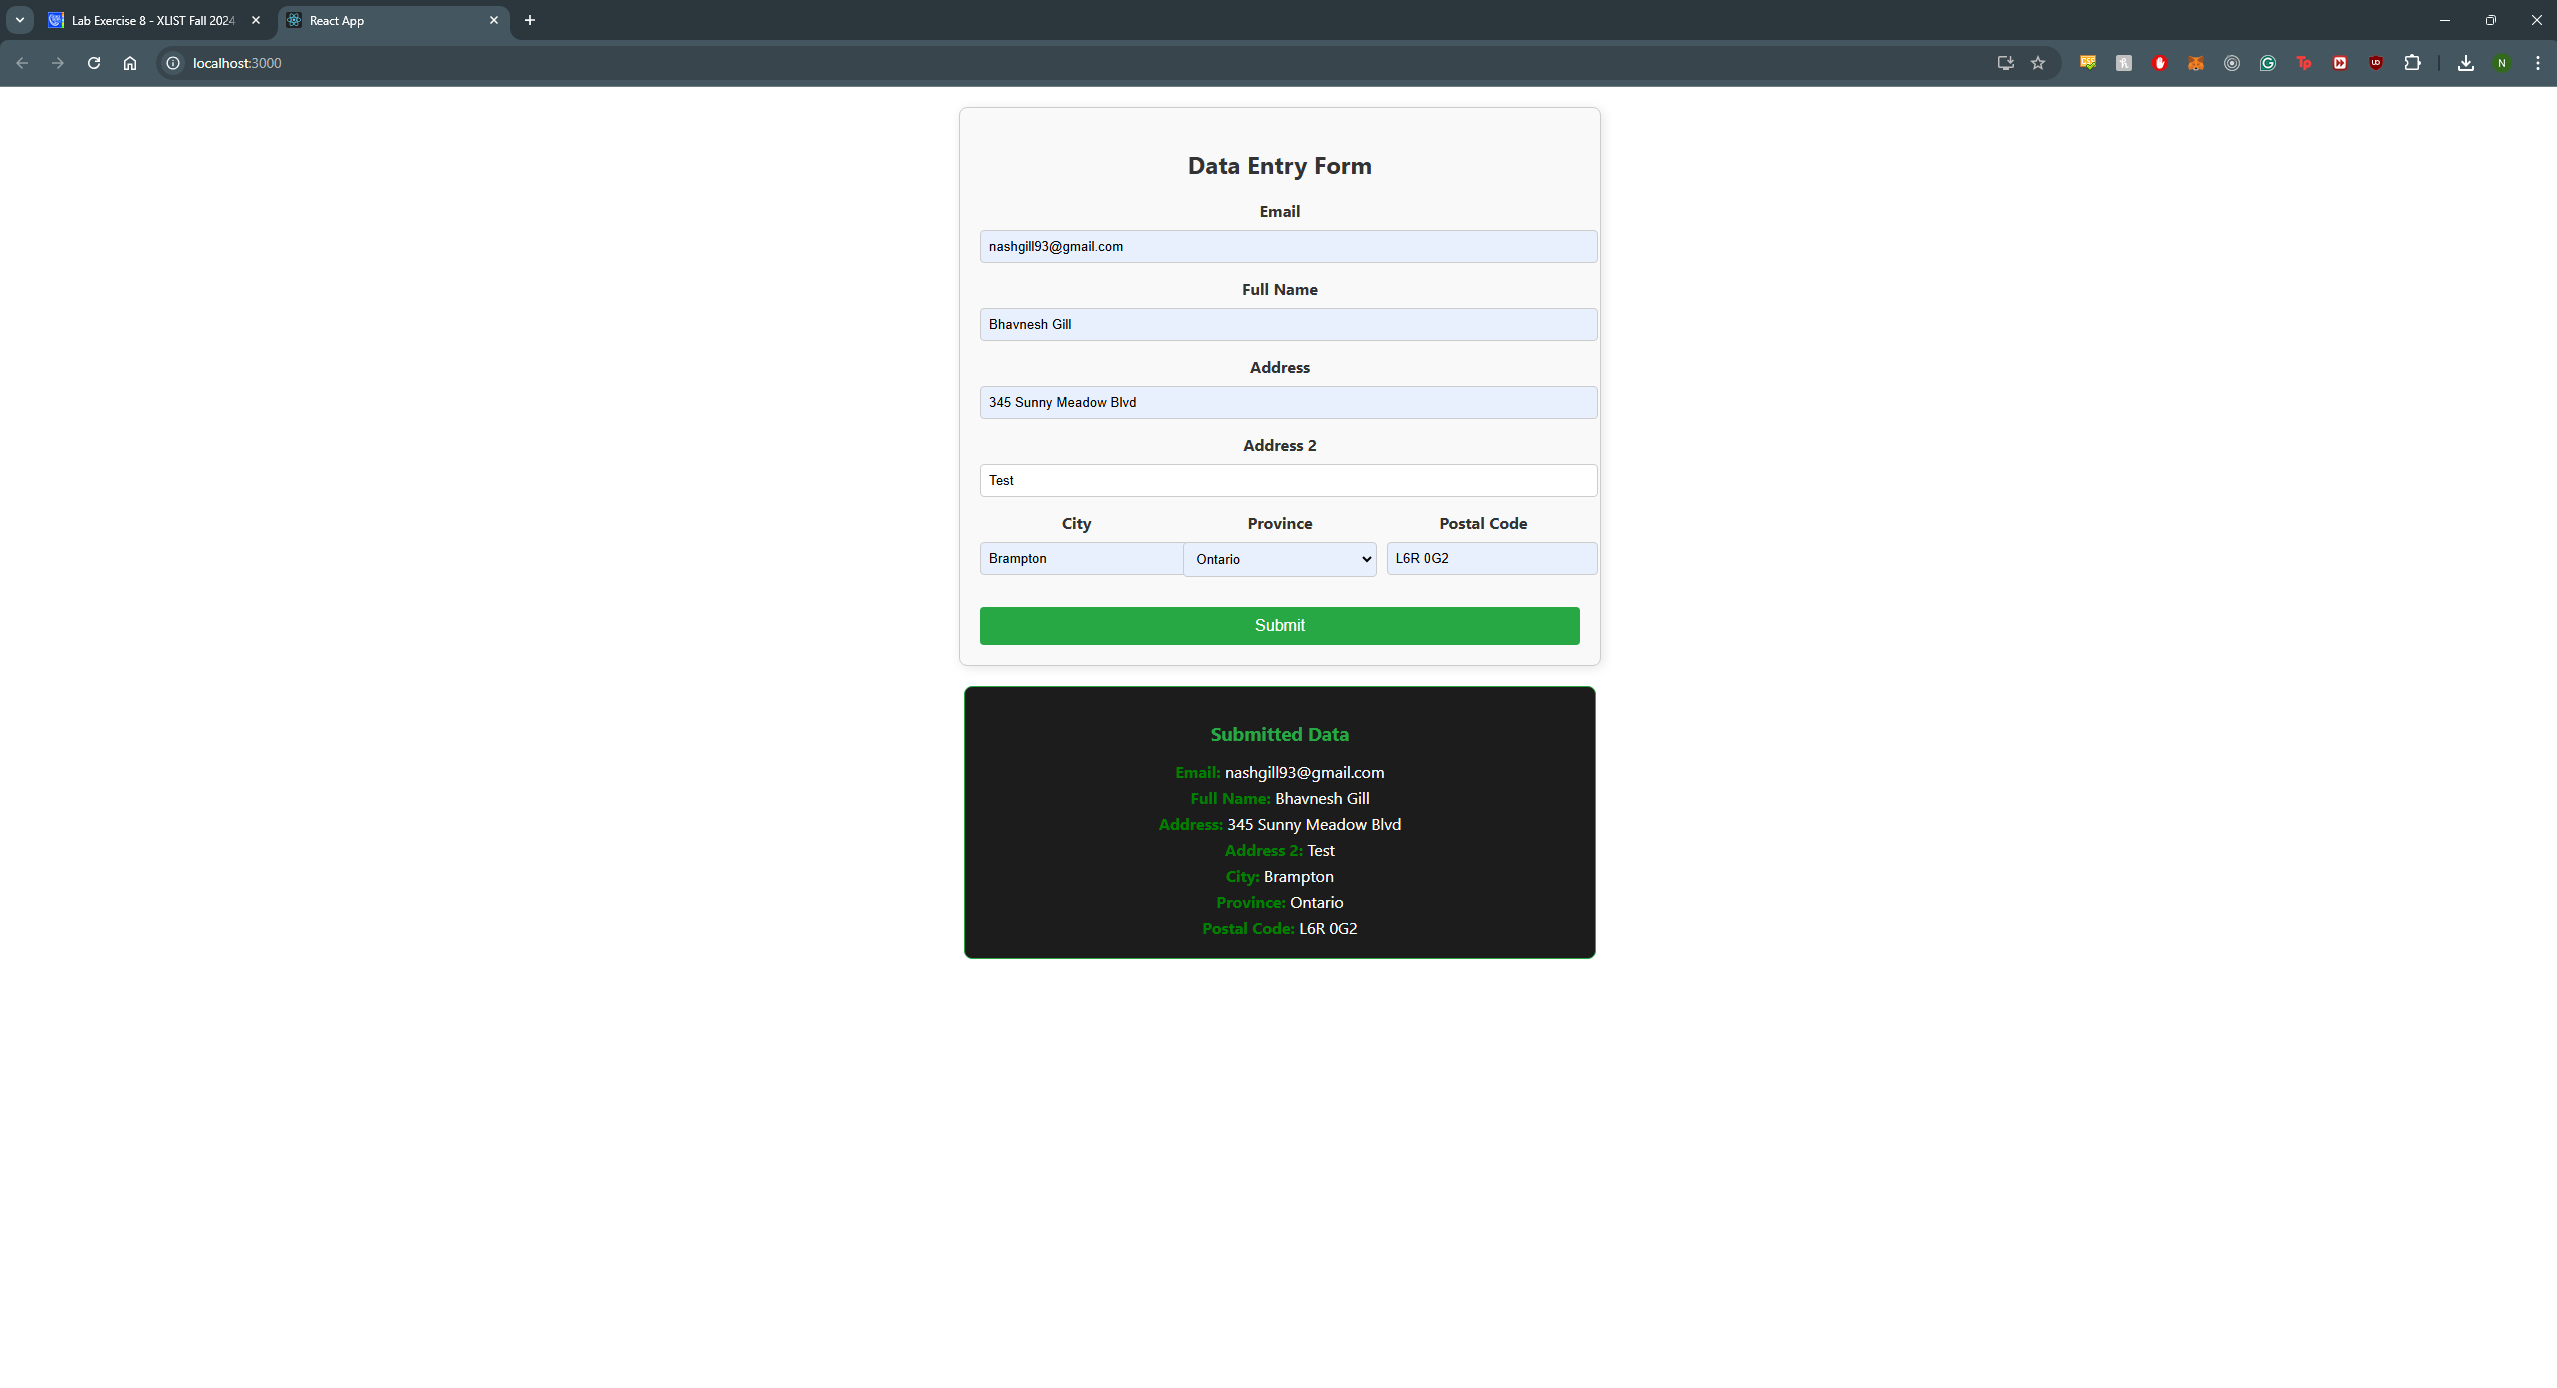 Lab Exercise 8 - XLIST Fall 2024
React App
localhost:3000
N
Data Entry Form
Email
nashgill93@gmail.com
Full Name
Bhavnesh Gill
Address
345 Sunny Meadow Blvd
Address 2
Test
City Province Postal Code
Brampton Ontario L6R 0G2
Submit
Submitted Data
Email: nashgill93@gmail.com
Full Name: Bhavnesh Gill
Address: 345 Sunny Meadow Blvd
Address 2: Test
City: Brampton
Province: Ontario
Postal Code: L6R 0G2